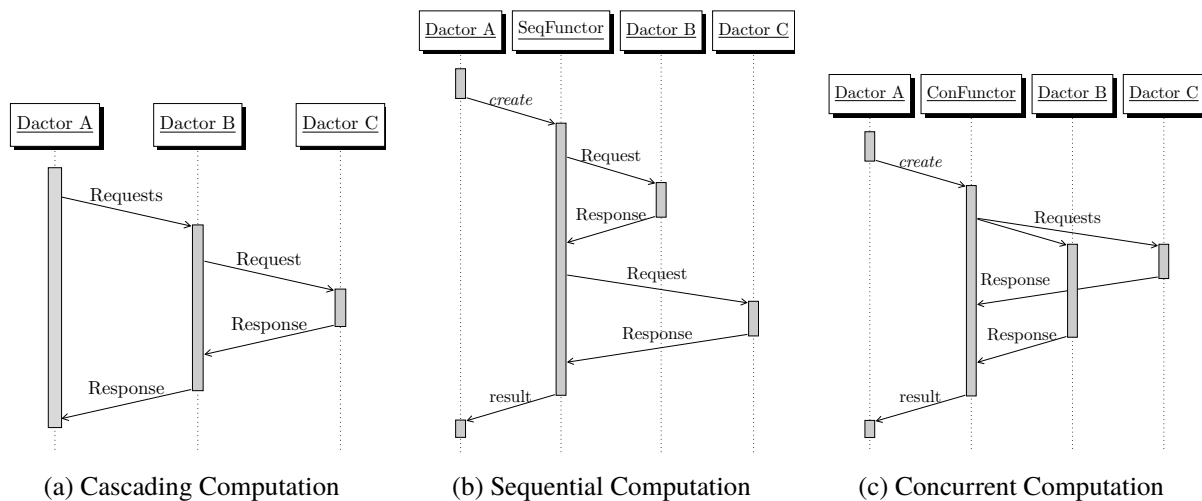 Dactor A
Dactor B
Dactor C
Requests
Request
Response
Response
(a) Cascading Computation
Dactor A
SeqFunctor
Dactor B
Dactor C
create
Request
Response
Request
Response
result
(b) Sequential Computation
Dactor A
ConFunctor
Dactor B
Dactor C
create
Requests
Response
Response
result
(c) Concurrent Computation